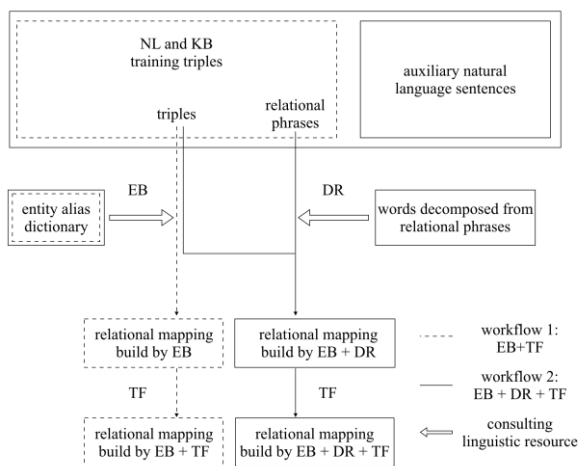 NL and KB
training triples
auxiliary natural
language sentences
triples
relational
phrases
EB
DR
entity alias
dictionary
words decomposed from
relational phrases
relational mapping
build by EB
relational mapping
build by EB + DR
TF
TF
relational mapping
build by EB + TF
relational mapping
build by EB + DR + TF
workflow 1:
EB+TF
workflow 2:
EB + DR + TF
consulting
linguistic resource